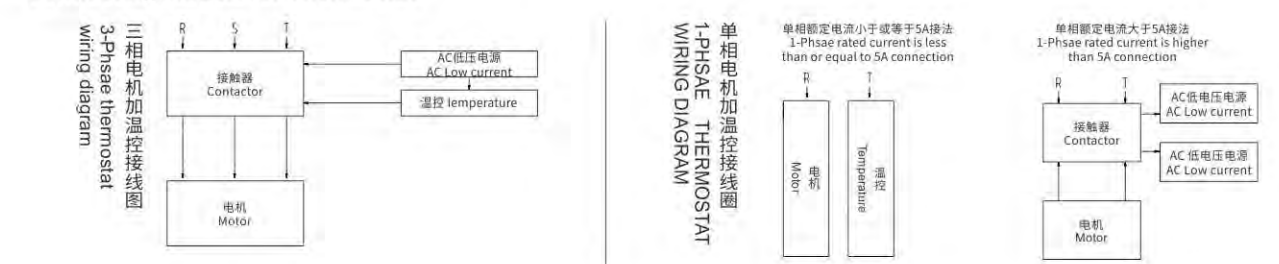 三相电机加温控接线图
3-Phsae thermostat
wiring diagram
R S T
接触器
Contactor
AC低压电源
AC Low current
温控 Iemperature
电机
Motor
单相电机加温控接线圈
1-PHSAE THERMOSTAT
WIRING DIAGRAM
单相额定电流小于或等于5A接法
1-Phsae rated current is less
than or equal to 5A connection
R T
电机
Motor
温控
Temperature
单相额定电流大于5A接法
1-Phsae rated current is higher
than 5A connection
R T
接触器
Contactor
AC低电压电源
AC Low current
AC 低电压电源
AC Low current
电机
Motor